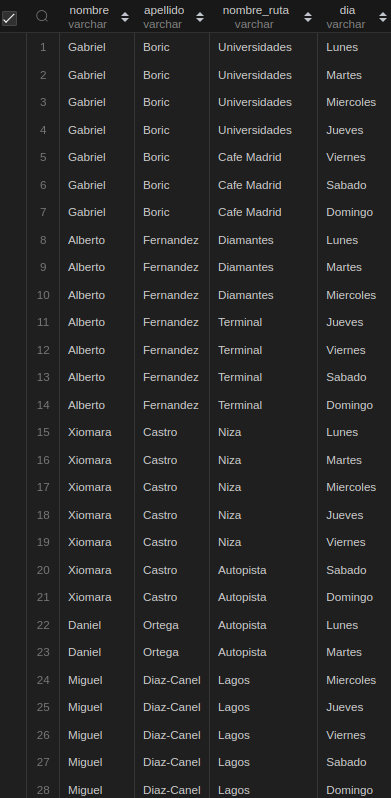 nombre apellido nombre_ruta dia
varchar varchar varchar varchar
1 Gabriel Boric Universidades Lunes
2 Gabriel Boric Universidades Martes
3 Gabriel Boric Universidades Miercoles
4 Gabriel Boric Universidades Jueves
5 Gabriel Boric Cafe Madrid Viernes
6 Gabriel Boric Cafe Madrid Sabado
7 Gabriel Boric Cafe Madrid Domingo
8 Alberto Fernandez Diamantes Lunes
9 Alberto Fernandez Diamantes Martes
10 Alberto Fernandez Diamantes Miercoles
11 Alberto Fernandez Terminal Jueves
12 Alberto Fernandez Terminal Viernes
13 Alberto Fernandez Terminal Sabado
14 Alberto Fernandez Terminal Domingo
15 Xiomara Castro Niza Lunes
16 Xiomara Castro Niza Martes
17 Xiomara Castro Niza Miercoles
18 Xiomara Castro Niza Jueves
19 Xiomara Castro Niza Viernes
20 Xiomara Castro Autopista Sabado
21 Xiomara Castro Autopista Domingo
22 Daniel Ortega Autopista Lunes
23 Daniel Ortega Autopista Martes
24 Miguel Diaz-Canel Lagos Miercoles
25 Miguel Diaz-Canel Lagos Jueves
26 Miguel Diaz-Canel Lagos Viernes
27 Miguel Diaz-Canel Lagos Sabado
28 Miguel Diaz-Canel Lagos Domingo